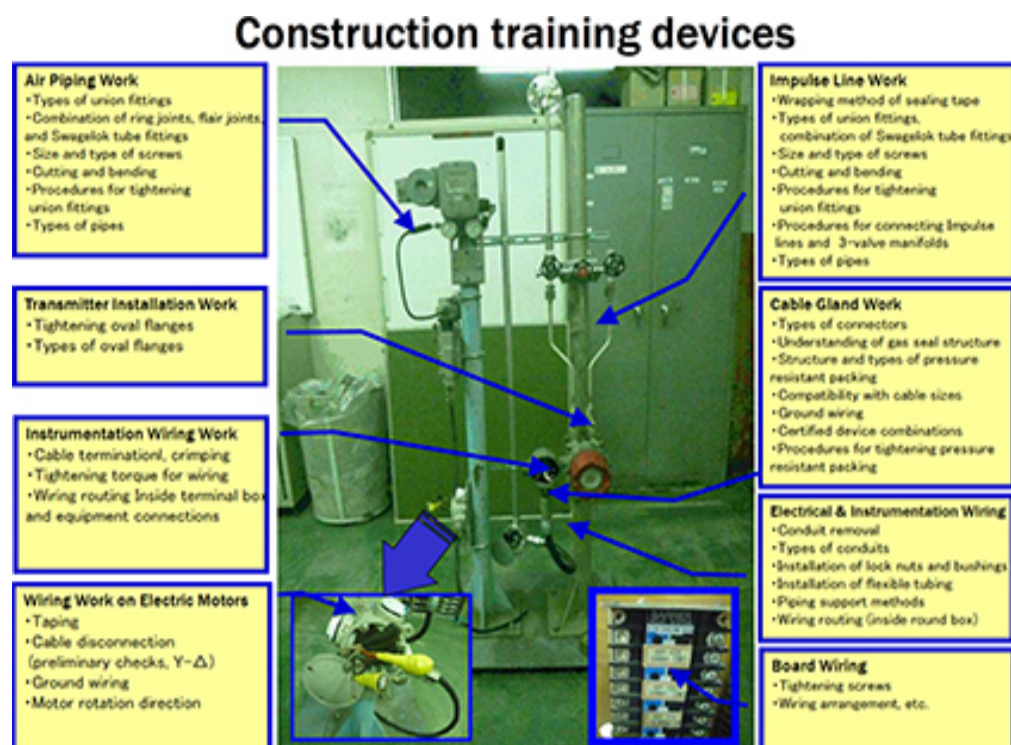 Construction training devices
Air Piping Work
・Types of union fittings
・Combination of ring joints, flair joints,
and Swagelok tube fittings
・Size and type of screws
・Cutting and bending
・Procedures for tightening
union fittings
・Types of pipes
Transmitter Installation Work
・Tightening oval flanges
・Types of oval flanges
Instrumentation Wiring Work
・Cable terminationl, crimping
・Tightening torque for wiring
・Wiring routing Inside terminal box
and equipment connections
Wiring Work on Electric Motors
・Taping
・Cable disconnection
(preliminary checks, Y-△)
・Ground wiring
・Motor rotation direction
Impulse Line Work
・Wrapping method of sealing tape
・Types of union fittings,
combination of Swagelok tube fittings
・Size and type of screws
・Cutting and bending
・Procedures for tightening
union fittings
・Procedures for connecting Impulse
lines and 3-valve manifolds
・Types of pipes
Cable Gland Work
・Types of connectors
・Understanding of gas seal structure
・Structure and types of pressure
resistant packing
・Compatibility with cable sizes
・Ground wiring
・Certified device combinations
・Procedures for tightening pressure
resistant packing
Electrical & Instrumentation Wiring
・Conduit removal
・Types of conduits
・Installation of lock nuts and bushings
・Installation of flexible tubing
・Piping support methods
・Wiring routing (inside round box)
Board Wiring
・Tightening screws
・Wiring arrangement, etc.